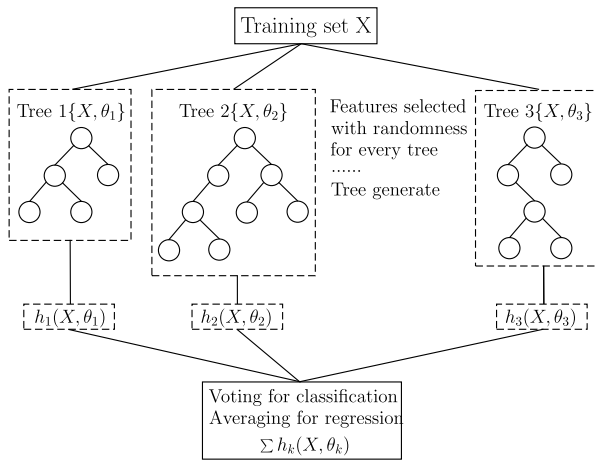 Training set X
Tree 1{X, θ₁}
Tree 2{X, θ₂}
Features selected
with randomness
for every tree
......
Tree generate
Tree 3{X, θ₃}
h₁(X, θ₁)
h₂(X, θ₂)
h₃(X, θ₃)
Voting for classification
Averaging for regression
∑ hₖ(X, θₖ)